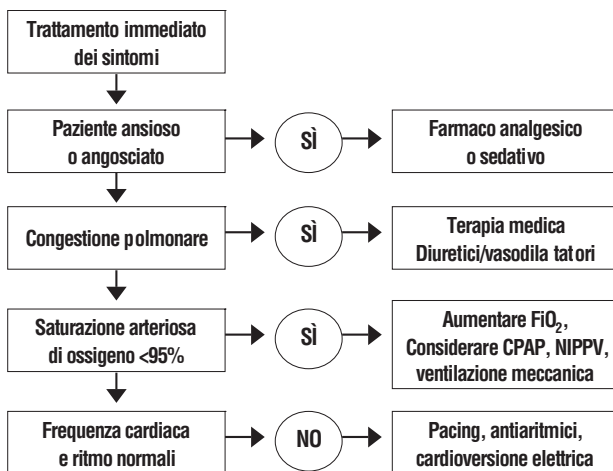 Trattamento immediato
dei sintomi
Paziente ansioso
o angosciato
SÌ
Farmaco analgesico
o sedativo
Congestione polmonare
SÌ
Terapia medica
Diuretici/vasodila tatori
Saturazione arteriosa
di ossigeno <95%
SÌ
Aumentare FiO₂,
Considerare CPAP, NIPPV,
ventilazione meccanica
Frequenza cardiaca
e ritmo normali
NO
Pacing, antiaritmici,
cardioversione elettrica